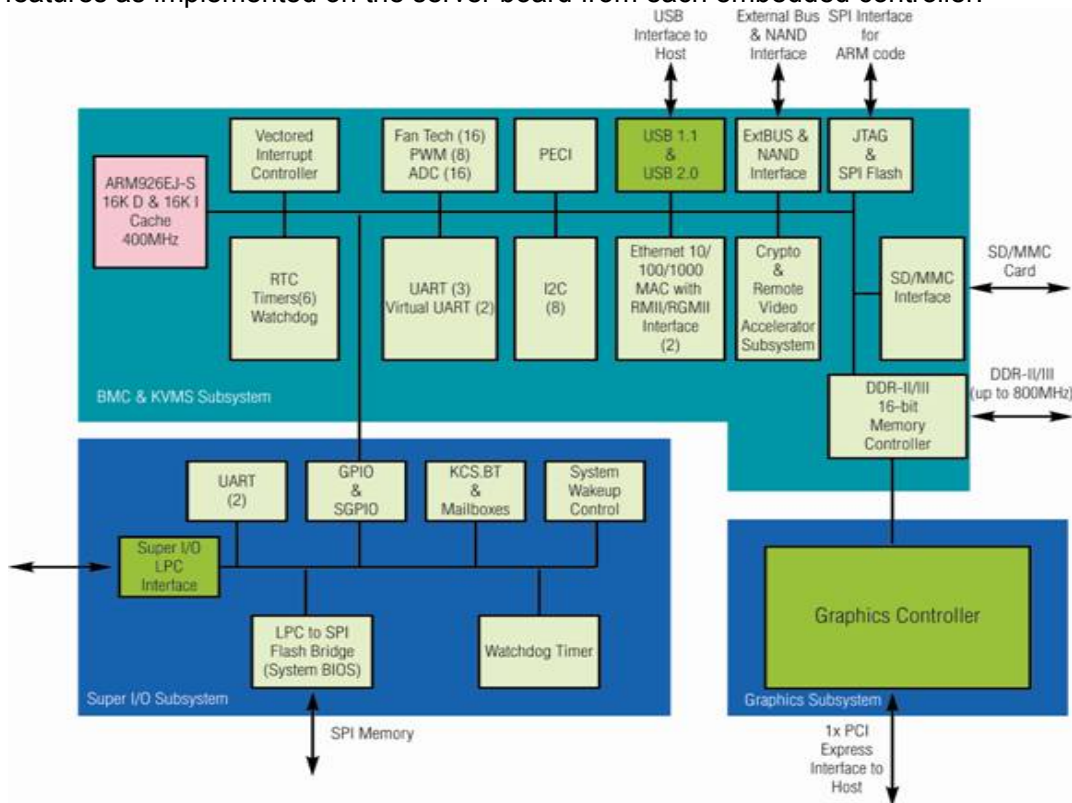 features as implemented on the server board from each embedded controller.
USB
Interface to
Host
External Bus
& NAND
Interface
SPI Interface
for
ARM code
ARM926EJ-S
16K D & 16K I
Cache
400MHz
Vectored
Interrupt
Controller
Fan Tech (16)
PWM (8)
ADC (16)
PECI
USB 1.1
&
USB 2.0
ExtBUS &
NAND
Interface
JTAG
&
SPI Flash
RTC
Timers(6)
Watchdog
UART (3)
Virtual UART (2)
I2C
(8)
Ethernet 10/
100/1000
MAC with
RMII/RGMII
Interface
(2)
Crypto
&
Remote
Video
Accelerator
Subsystem
SD/MMC
Interface
SD/MMC
Card
BMC & KVMS Subsystem
DDR-II/III
16-bit
Memory
Controller
DDR-II/III
(up to 800MHz)
UART
(2)
GPIO
&
SGPIO
KCS.BT
&
Mailboxes
System
Wakeup
Control
Super I/O
LPC
Interface
LPC to SPI
Flash Bridge
(System BIOS)
Watchdog Timer
Super I/O Subsystem
SPI Memory
Graphics Controller
Graphics Subsystem
1x PCI
Express
Interface to
Host